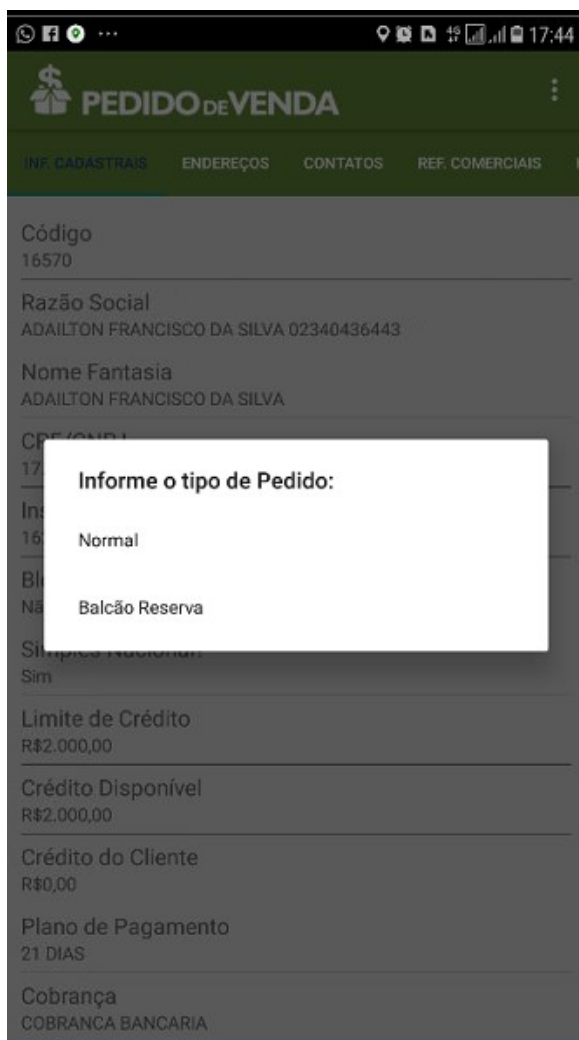 17:44
PEDIDO DE VENDA
INF. CADASTRAIS ENDEREÇOS CONTATOS REF. COMERCIAIS
Código
16570
Razão Social
ADAILTON FRANCISCO DA SILVA 02340436443
Nome Fantasia
ADAILTON FRANCISCO DA SILVA
Informe o tipo de Pedido:
Normal
Balcão Reserva
Sim
Limite de Crédito
R$2.000,00
Crédito Disponível
R$2.000,00
Crédito do Cliente
R$0,00
Plano de Pagamento
21 DIAS
Cobrança
COBRANCA BANCARIA